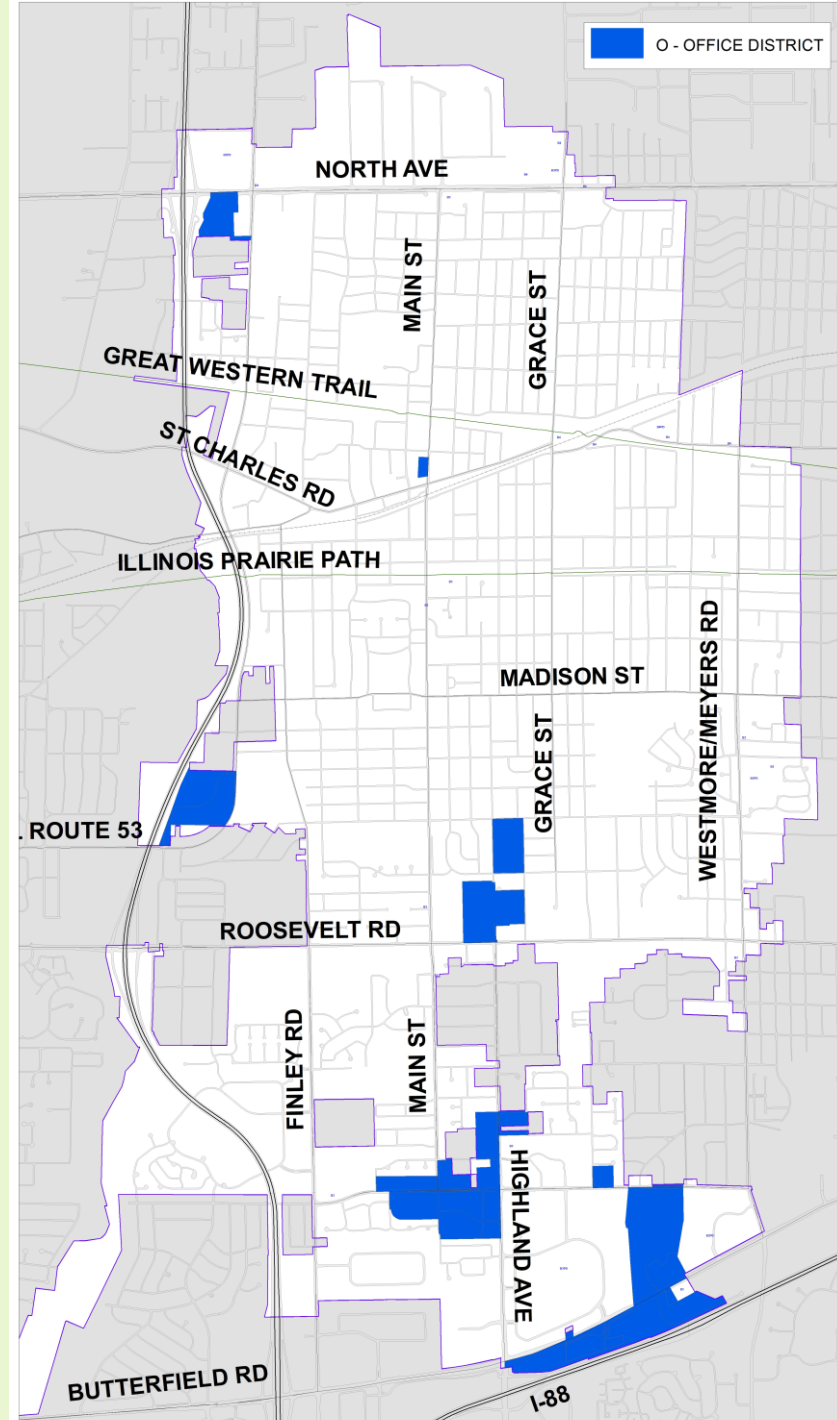 O - OFFICE DISTRICT
NORTH AVE
MAIN ST
GRACE ST
GREAT WESTERN TRAIL
ST CHARLES RD
ILLINOIS PRAIRIE PATH
WESTMORE/MEYERS RD
MADISON ST
GRACE ST
. ROUTE 53
ROOSEVELT RD
FINLEY RD
MAIN ST
HIGHLAND AVE
BUTTERFIELD RD
I-88